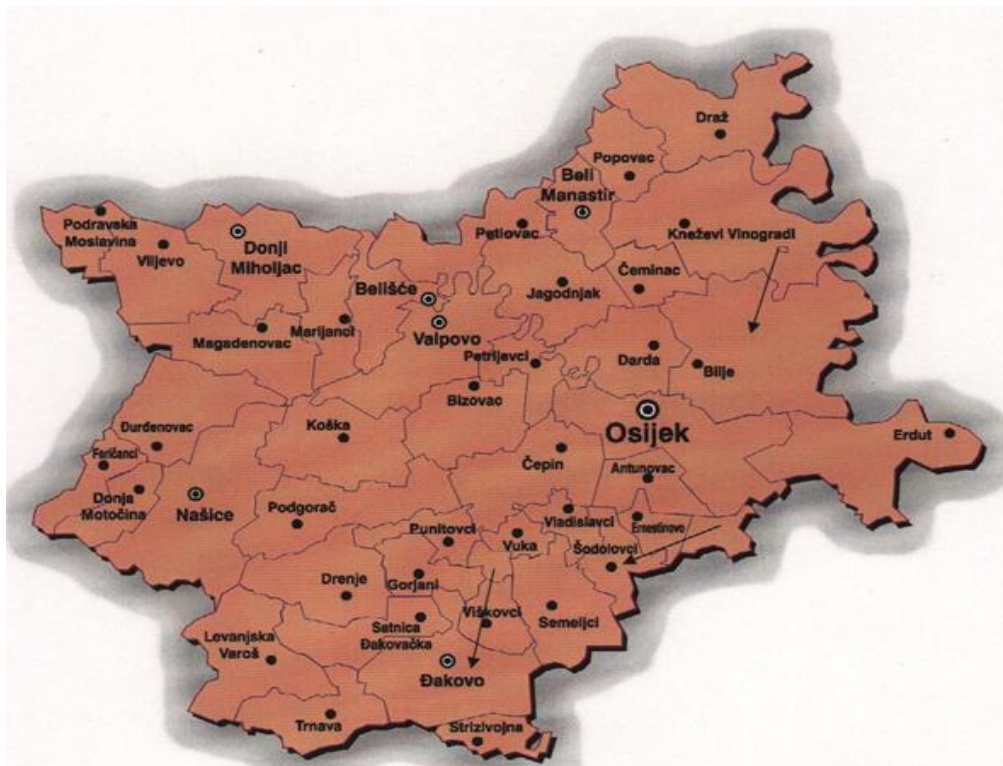 Draž
Popovac
Beli
Manastir
Podravska
Moslavina
Viljevo
Donji
Miholjac
Petlovac
Kneževi Vinogradi
Čeminac
Belišće
Jagodnjak
Magadenovac
Marijanci
Valpovo
Petrijevci
Darda
Bilje
Bizovac
Đurđenovac
Koška
Osijek
Erdut
Feričanci
Čepin
Antunovac
Donja
Motočina
Našice
Podgorač
Punitovci
Vladislavci
Ernestinovo
Vuka
Šodolovci
Drenje
Gorjani
Viškovci
Semeljci
Satnica
Đakovačka
Levanjska
Varoš
Đakovo
Trnava
Strizivojna